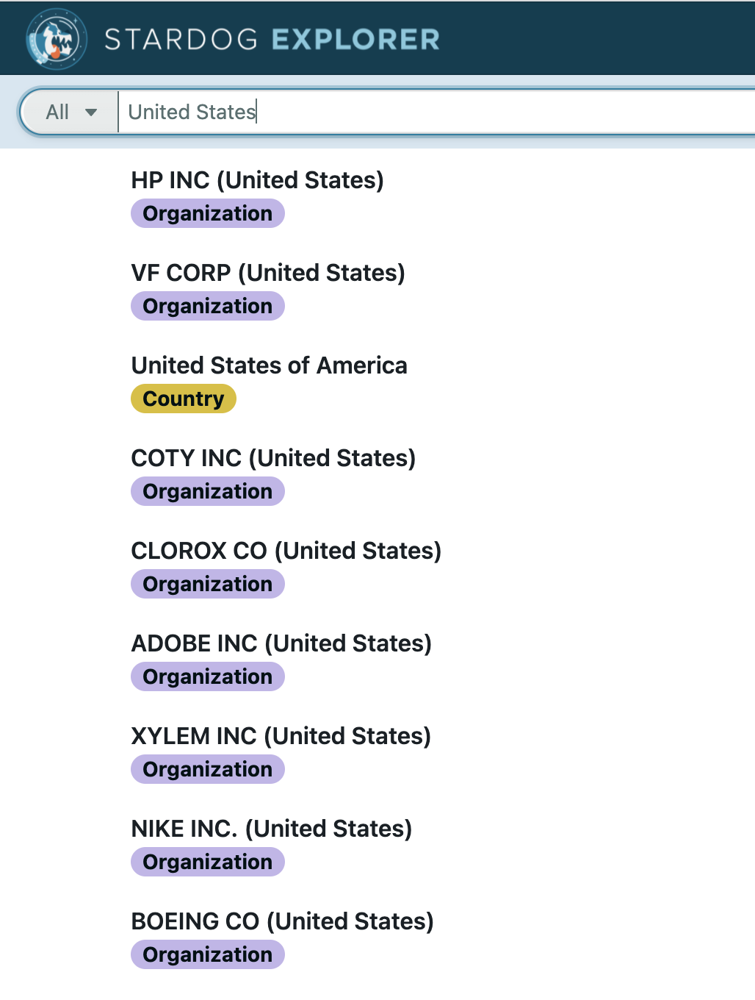 STARDOG EXPLORER
All United States
HP INC (United States)
Organization
VF CORP (United States)
Organization
United States of America
Country
COTY INC (United States)
Organization
CLOROX CO (United States)
Organization
ADOBE INC (United States)
Organization
XYLEM INC (United States)
Organization
NIKE INC. (United States)
Organization
BOEING CO (United States)
Organization